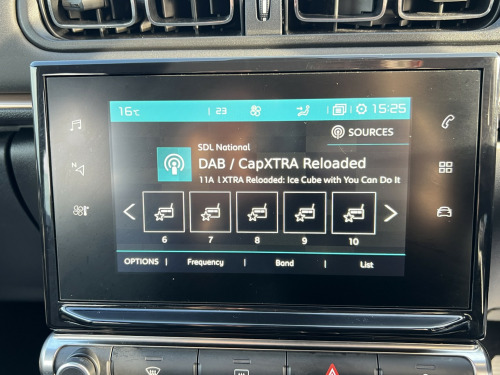 16°C | 23 15:25
SOURCES
SDL National
DAB / CapXTRA Reloaded
11A l XTRA Reloaded: Ice Cube with You Can Do It
6 7 8 9 10
OPTIONS | Frequency | Band | List
N